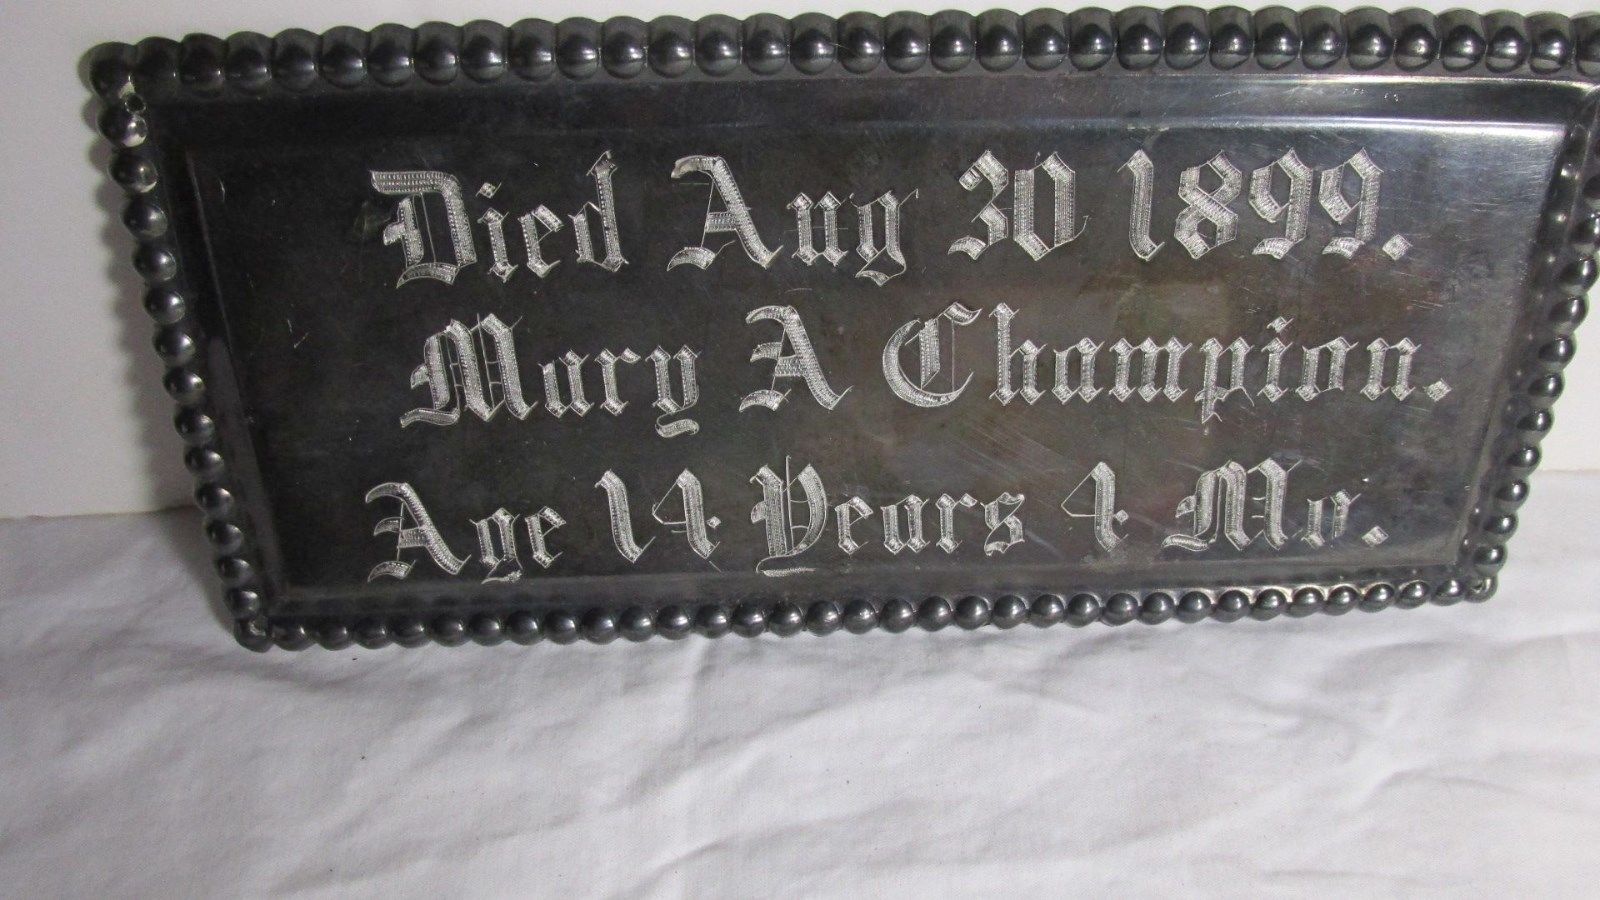 Died Aug 30 1899.
Mary A Champion.
Age 14 Years 4 Mo.